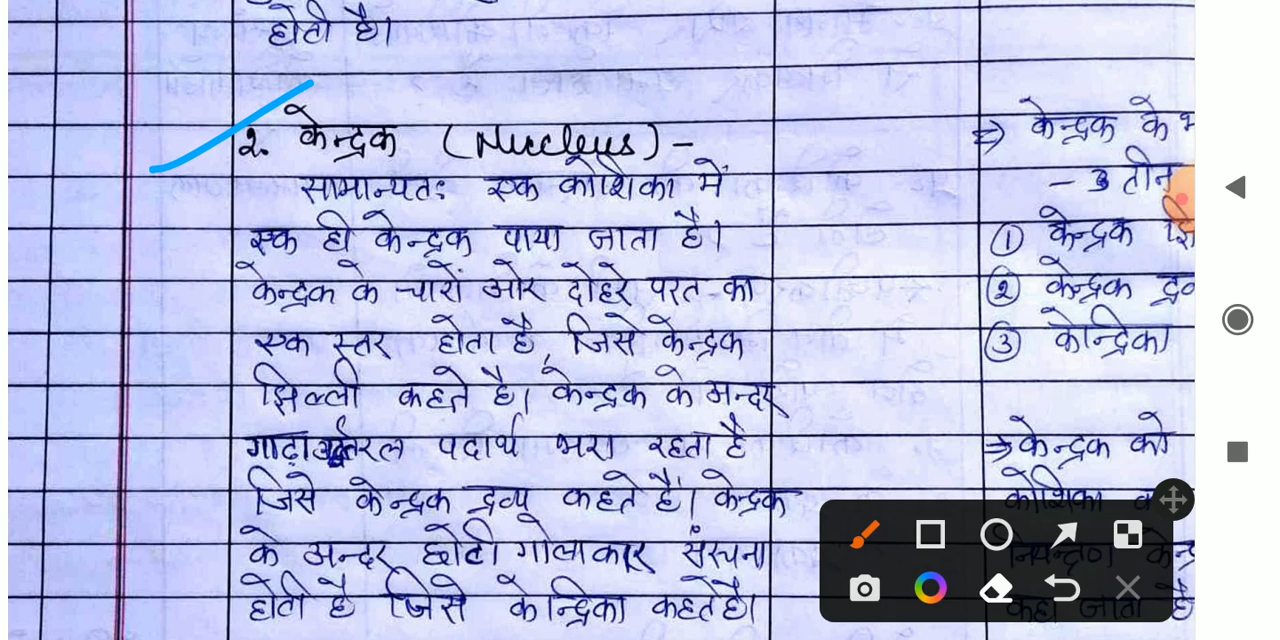 होती है।
2. केन्द्रक (Nucleus) -
सामान्यतः एक कोशिका में
एक ही केन्द्रक पाया जाता है।
केन्द्रक के चारों ओर दोहरे परत का
एक स्तर होता है, जिसे केन्द्रक
झिल्ली कहते है। केन्द्रक के अन्दर
गाढ़ा तरल पदार्थ भरा रहता है
जिसे केन्द्रक द्रव्य कहते है। केन्द्रक
के अन्दर छोटी गोलाकार संरचना
होती है जिसे केन्द्रिका कहते है।
⇒ केन्द्रक के
- 3 तीन
① केन्द्रक
② केन्द्रक
③ केन्द्रिका
⇒ केन्द्रक को
कोशिका
नियन्त्रण
कहा जाता है